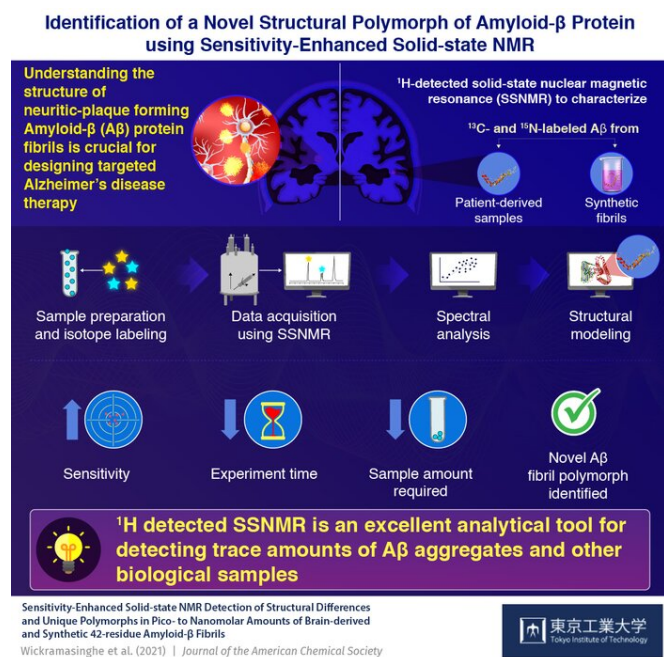 Identification of a Novel Structural Polymorph of Amyloid-β Protein
using Sensitivity-Enhanced Solid-state NMR
Understanding the
structure of
neuritic-plaque forming
Amyloid-β (Aβ) protein
fibrils is crucial for
designing targeted
Alzheimer's disease
therapy
¹H-detected solid-state nuclear magnetic
resonance (SSNMR) to characterize
¹³C- and ¹⁵N-labeled Aβ from
Patient-derived
samples
Synthetic
fibrils
Sample preparation
and isotope labeling
Data acquisition
using SSNMR
Spectral
analysis
Structural
modeling
Sensitivity
Experiment time
Sample amount
required
Novel Aβ
fibril polymorph
identified
¹H detected SSNMR is an excellent analytical tool for
detecting trace amounts of Aβ aggregates and other
biological samples
Sensitivity-Enhanced Solid-state NMR Detection of Structural Differences
and Unique Polymorphs in Pico- to Nanomolar Amounts of Brain-derived
and Synthetic 42-residue Amyloid-β Fibrils
Wickramasinghe et al. (2021) | Journal of the American Chemical Society
東京工業大学
Tokyo Institute of Technology